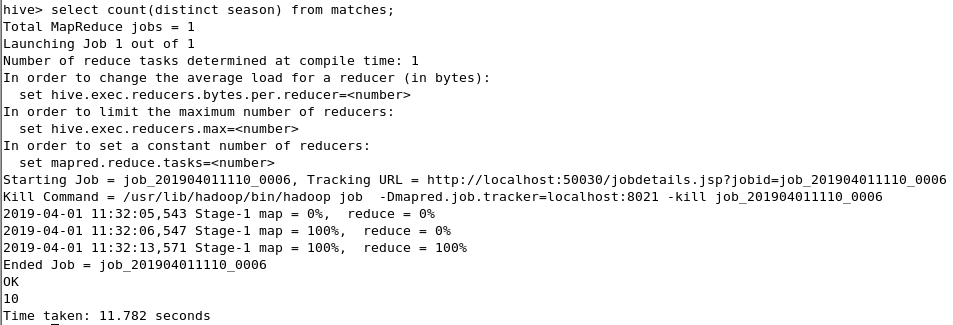 hive> select count(distinct season) from matches;
Total MapReduce jobs = 1
Launching Job 1 out of 1
Number of reduce tasks determined at compile time: 1
In order to change the average load for a reducer (in bytes):
  set hive.exec.reducers.bytes.per.reducer=<number>
In order to limit the maximum number of reducers:
  set hive.exec.reducers.max=<number>
In order to set a constant number of reducers:
  set mapred.reduce.tasks=<number>
Starting Job = job_201904011110_0006, Tracking URL = http://localhost:50030/jobdetails.jsp?jobid=job_201904011110_0006
Kill Command = /usr/lib/hadoop/bin/hadoop job  -Dmapred.job.tracker=localhost:8021 -kill job_201904011110_0006
2019-04-01 11:32:05,543 Stage-1 map = 0%,  reduce = 0%
2019-04-01 11:32:06,547 Stage-1 map = 100%,  reduce = 0%
2019-04-01 11:32:13,571 Stage-1 map = 100%,  reduce = 100%
Ended Job = job_201904011110_0006
OK
10
Time taken: 11.782 seconds